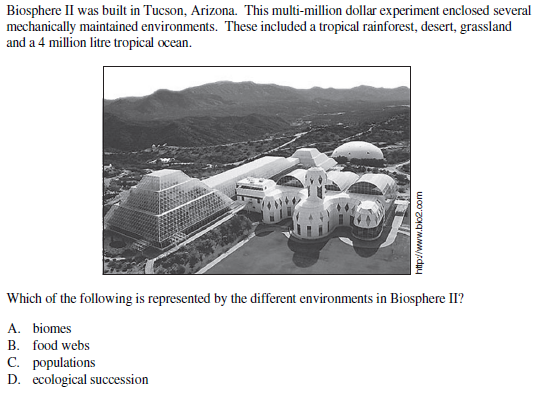 Biosphere II was built in Tucson, Arizona. This multi-million dollar experiment enclosed several
mechanically maintained environments. These included a tropical rainforest, desert, grassland
and a 4 million litre tropical ocean.
http://www.bio2.com
Which of the following is represented by the different environments in Biosphere II?
A. biomes
B. food webs
C. populations
D. ecological succession